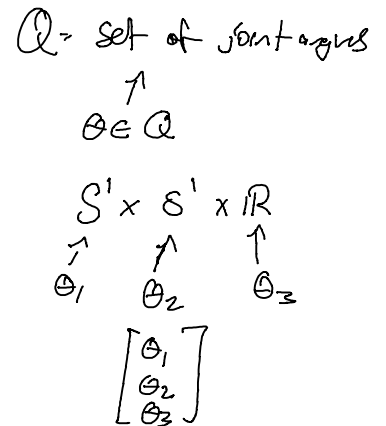 Q = set of joint angles
↑
θ ∈ Q
S¹ × S¹ × ℝ
↑ ↑ ↑
θ₁ θ₂ θ₃
[θ₁
θ₂
θ₃]